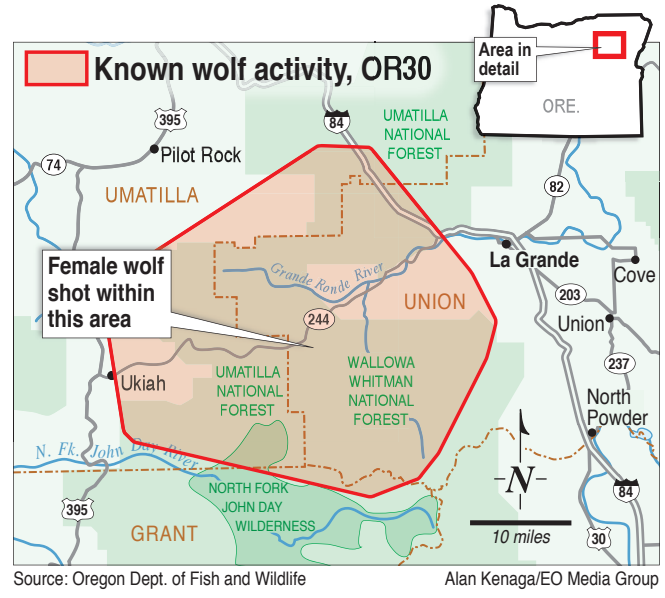 Known wolf activity, OR30
Area in
detail
ORE.
395
84
UMATILLA
NATIONAL
FOREST
74
Pilot Rock
82
UMATILLA
La Grande
Cove
Female wolf
shot within
this area
Grande Ronde River
UNION
203
244
Union
237
Ukiah
UMATILLA
NATIONAL
FOREST
WALLOWA
WHITMAN
NATIONAL
FOREST
North
Powder
N. Fk. John Day River
N
NORTH FORK
JOHN DAY
WILDERNESS
84
395
GRANT
10 miles
30
Source: Oregon Dept. of Fish and Wildlife
Alan Kenaga/EO Media Group